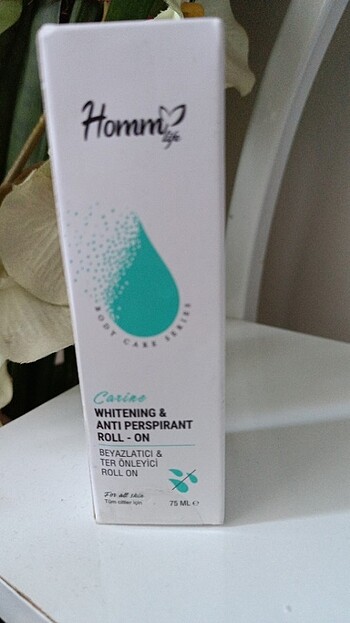 Homm
life
BODY CARE SERIES
Carine
WHITENING &
ANTI PERSPIRANT
ROLL - ON
BEYAZLATICI &
TER ÖNLEYİCİ
ROLL ON
For all skin
Tüm ciltler için
75 ML ℮